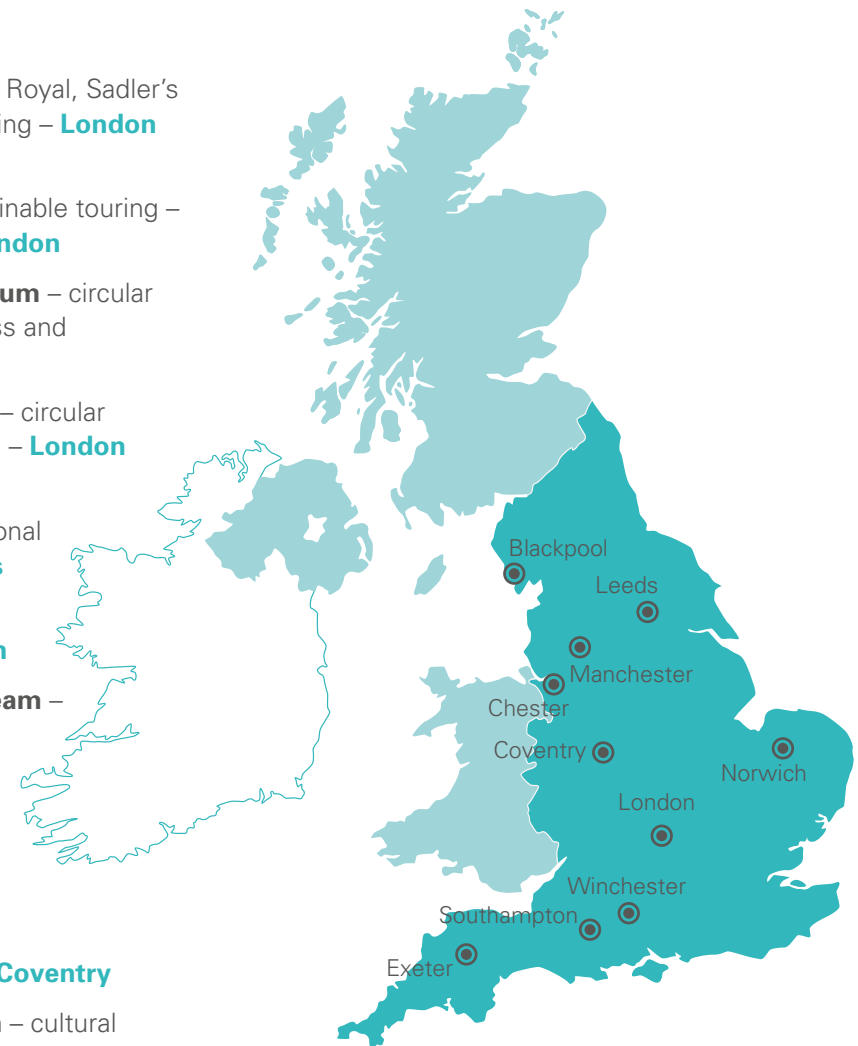 Royal, Sadler’s
ing – London
inable touring –
ndon
um – circular
ss and
– circular
– London
onal
s
n
eam –
Coventry
n – cultural
Blackpool
Leeds
Manchester
Chester
Coventry
Norwich
London
Winchester
Southampton
Exeter